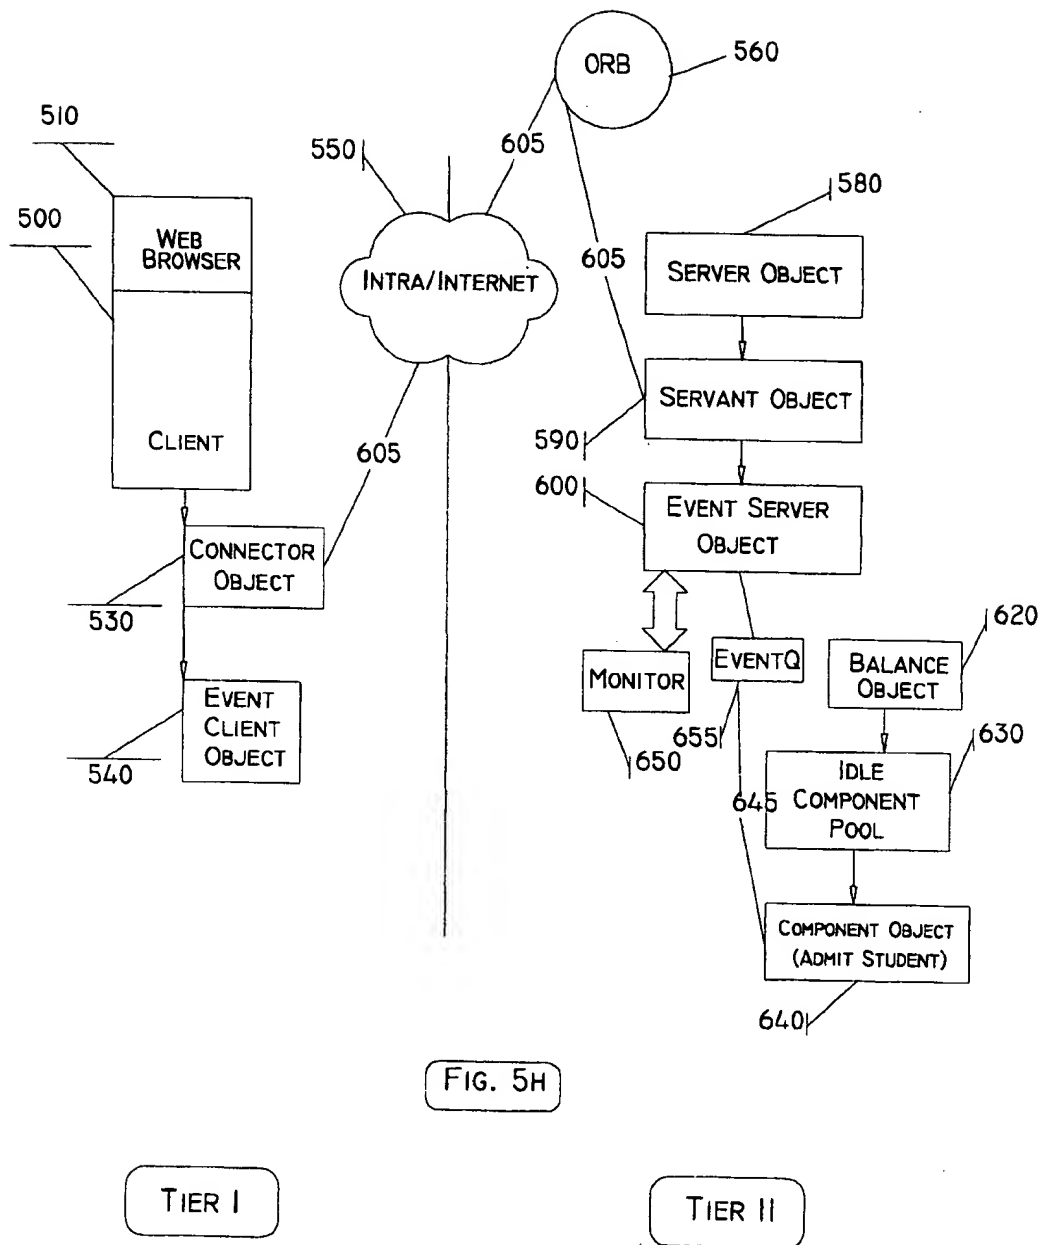 ORB
560
510
605
550
580
500
WEB
BROWSER
605
INTRA/INTERNET
SERVER OBJECT
SERVANT OBJECT
CLIENT
590
605
600
EVENT SERVER
OBJECT
CONNECTOR
OBJECT
530
620
EVENTQ
BALANCE
OBJECT
MONITOR
EVENT
CLIENT
OBJECT
655
630
650
540
IDLE
COMPONENT
POOL
645
COMPONENT OBJECT
(ADMIT STUDENT)
640
FIG. 5H
TIER I
TIER II